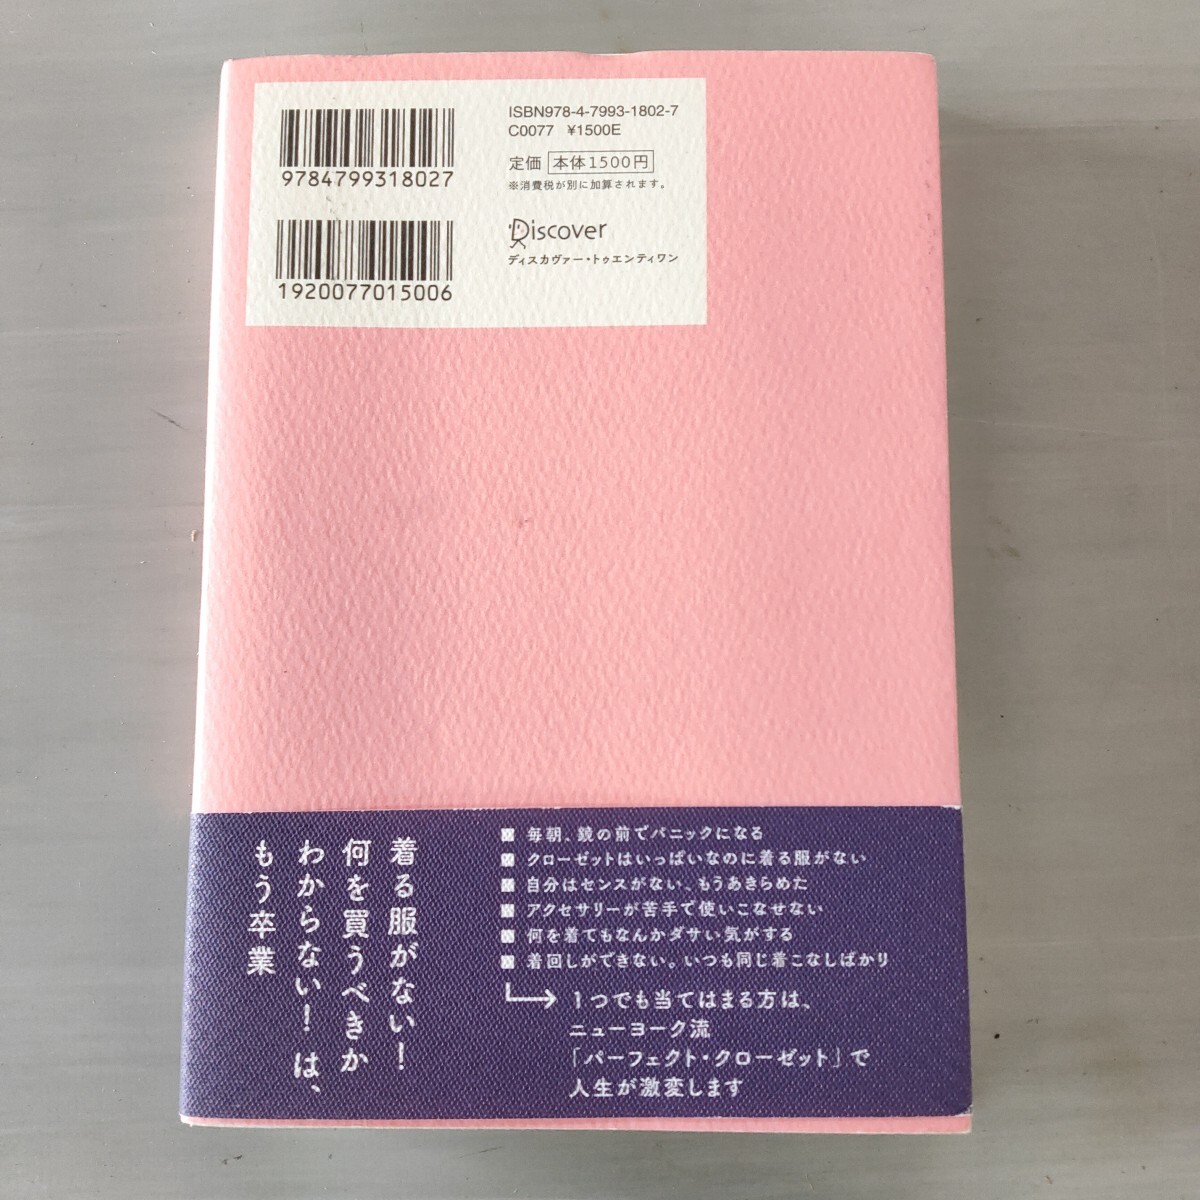 9784799318027
1920077015006
ISBN978-4-7993-1802-7
C0077 ¥1500E
定価 本体1500円
※消費税が別に加算されます。
Discover
ディスカヴァー・トゥエンティワン
着る服がない！
何を買うべきか
わからない！は、
もう卒業
毎朝、鏡の前でパニックになる
クローゼットはいっぱいなのに着る服がない
自分はセンスがない、もうあきらめた
アクセサリーが苦手で使いこなせない
何を着てもなんかダサい気がする
着回しができない。いつも同じ着こなしばかり
1つでも当てはまる方は、
ニューヨーク流
「パーフェクト・クローゼット」で
人生が激変します